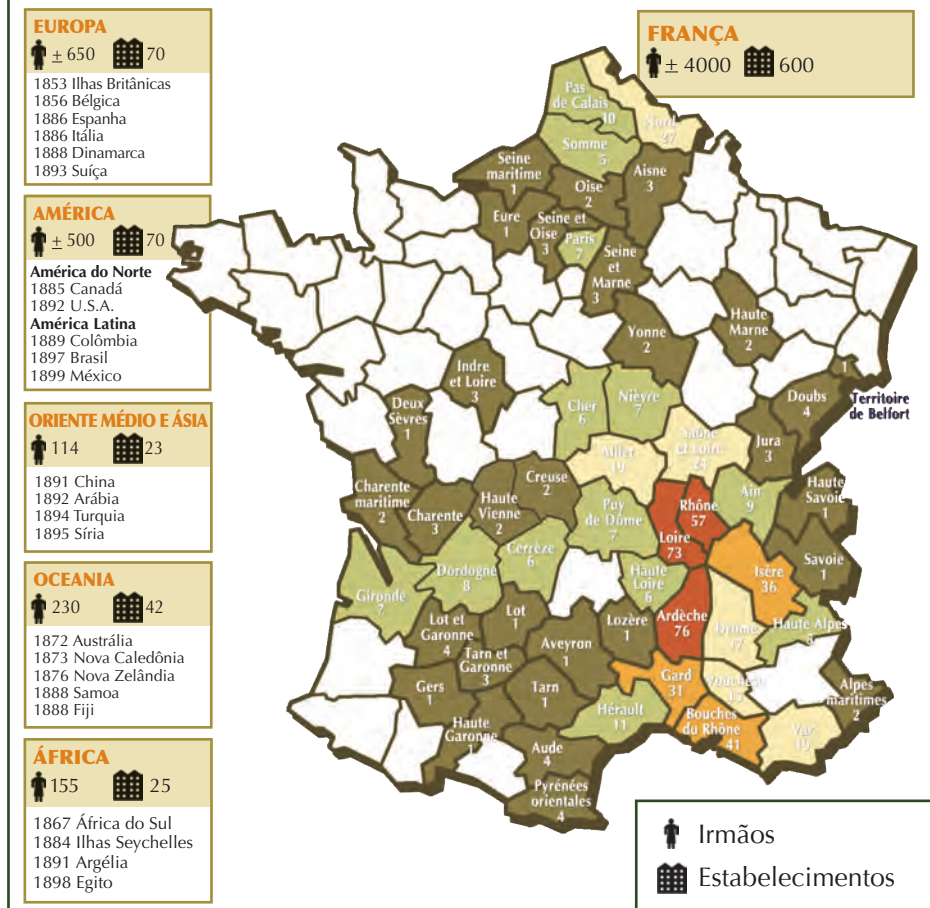 EUROPA
± 650 70
1853 Ilhas Britânicas
1856 Bélgica
1886 Espanha
1886 Itália
1888 Dinamarca
1893 Suíça
AMÉRICA
± 500 70
América do Norte
1885 Canadá
1892 U.S.A.
América Latina
1889 Colômbia
1897 Brasil
1899 México
ORIENTE MÉDIO E ÁSIA
114 23
1891 China
1892 Arábia
1894 Turquia
1895 Síria
OCEANIA
230 42
1872 Austrália
1873 Nova Caledônia
1876 Nova Zelândia
1888 Samoa
1888 Fiji
ÁFRICA
155 25
1867 África do Sul
1884 Ilhas Seychelles
1891 Argélia
1898 Egito
FRANÇA
± 4000 600
Pas
de Calais
10
Nord
27
Somme
5
Seine
maritime
1
Oise
2
Aisne
3
Eure
1
Seine et
Oise
3
Paris
7
Seine
et
Marne
3
Yonne
2
Haute
Marne
2
1
Territoire
de Belfort
Indre
et Loire
3
Deux
Sèvres
1
Cher
6
Nièyre
7
Doubs
4
Jura
3
Saône
et Loire
24
Allier
19
Creuse
2
Charente
maritime
2
Charente
3
Haute
Vienne
2
Puy
de Dôme
7
Loire
73
Rhône
57
Ain
9
Haute
Savoie
1
Savoie
1
Isère
36
Cerrèze
6
Dordogne
8
Gironde
7
Haute
Loire
6
Ardèche
76
Drôme
17
Haute Alpes
Lot et
Garonne
4
Lot
1
Aveyron
1
Lozère
1
Tarn et
Garonne
3
Gers
1
Tarn
1
Gard
31
Vaucluse
Alpes
maritimes
2
Haute
Garonne
1
Hérault
11
Bouches
du Rhône
41
Var
19
Aude
4
Pyrénées
orientales
4
Irmãos
Estabelecimentos